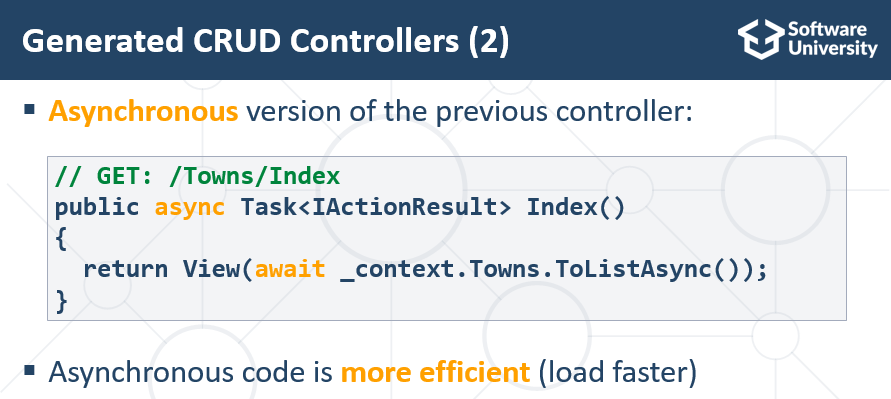 Generated CRUD Controllers (2)
Software
University
▪ Asynchronous version of the previous controller:
// GET: /Towns/Index
public async Task<IActionResult> Index()
{
  return View(await _context.Towns.ToListAsync());
}
▪ Asynchronous code is more efficient (load faster)